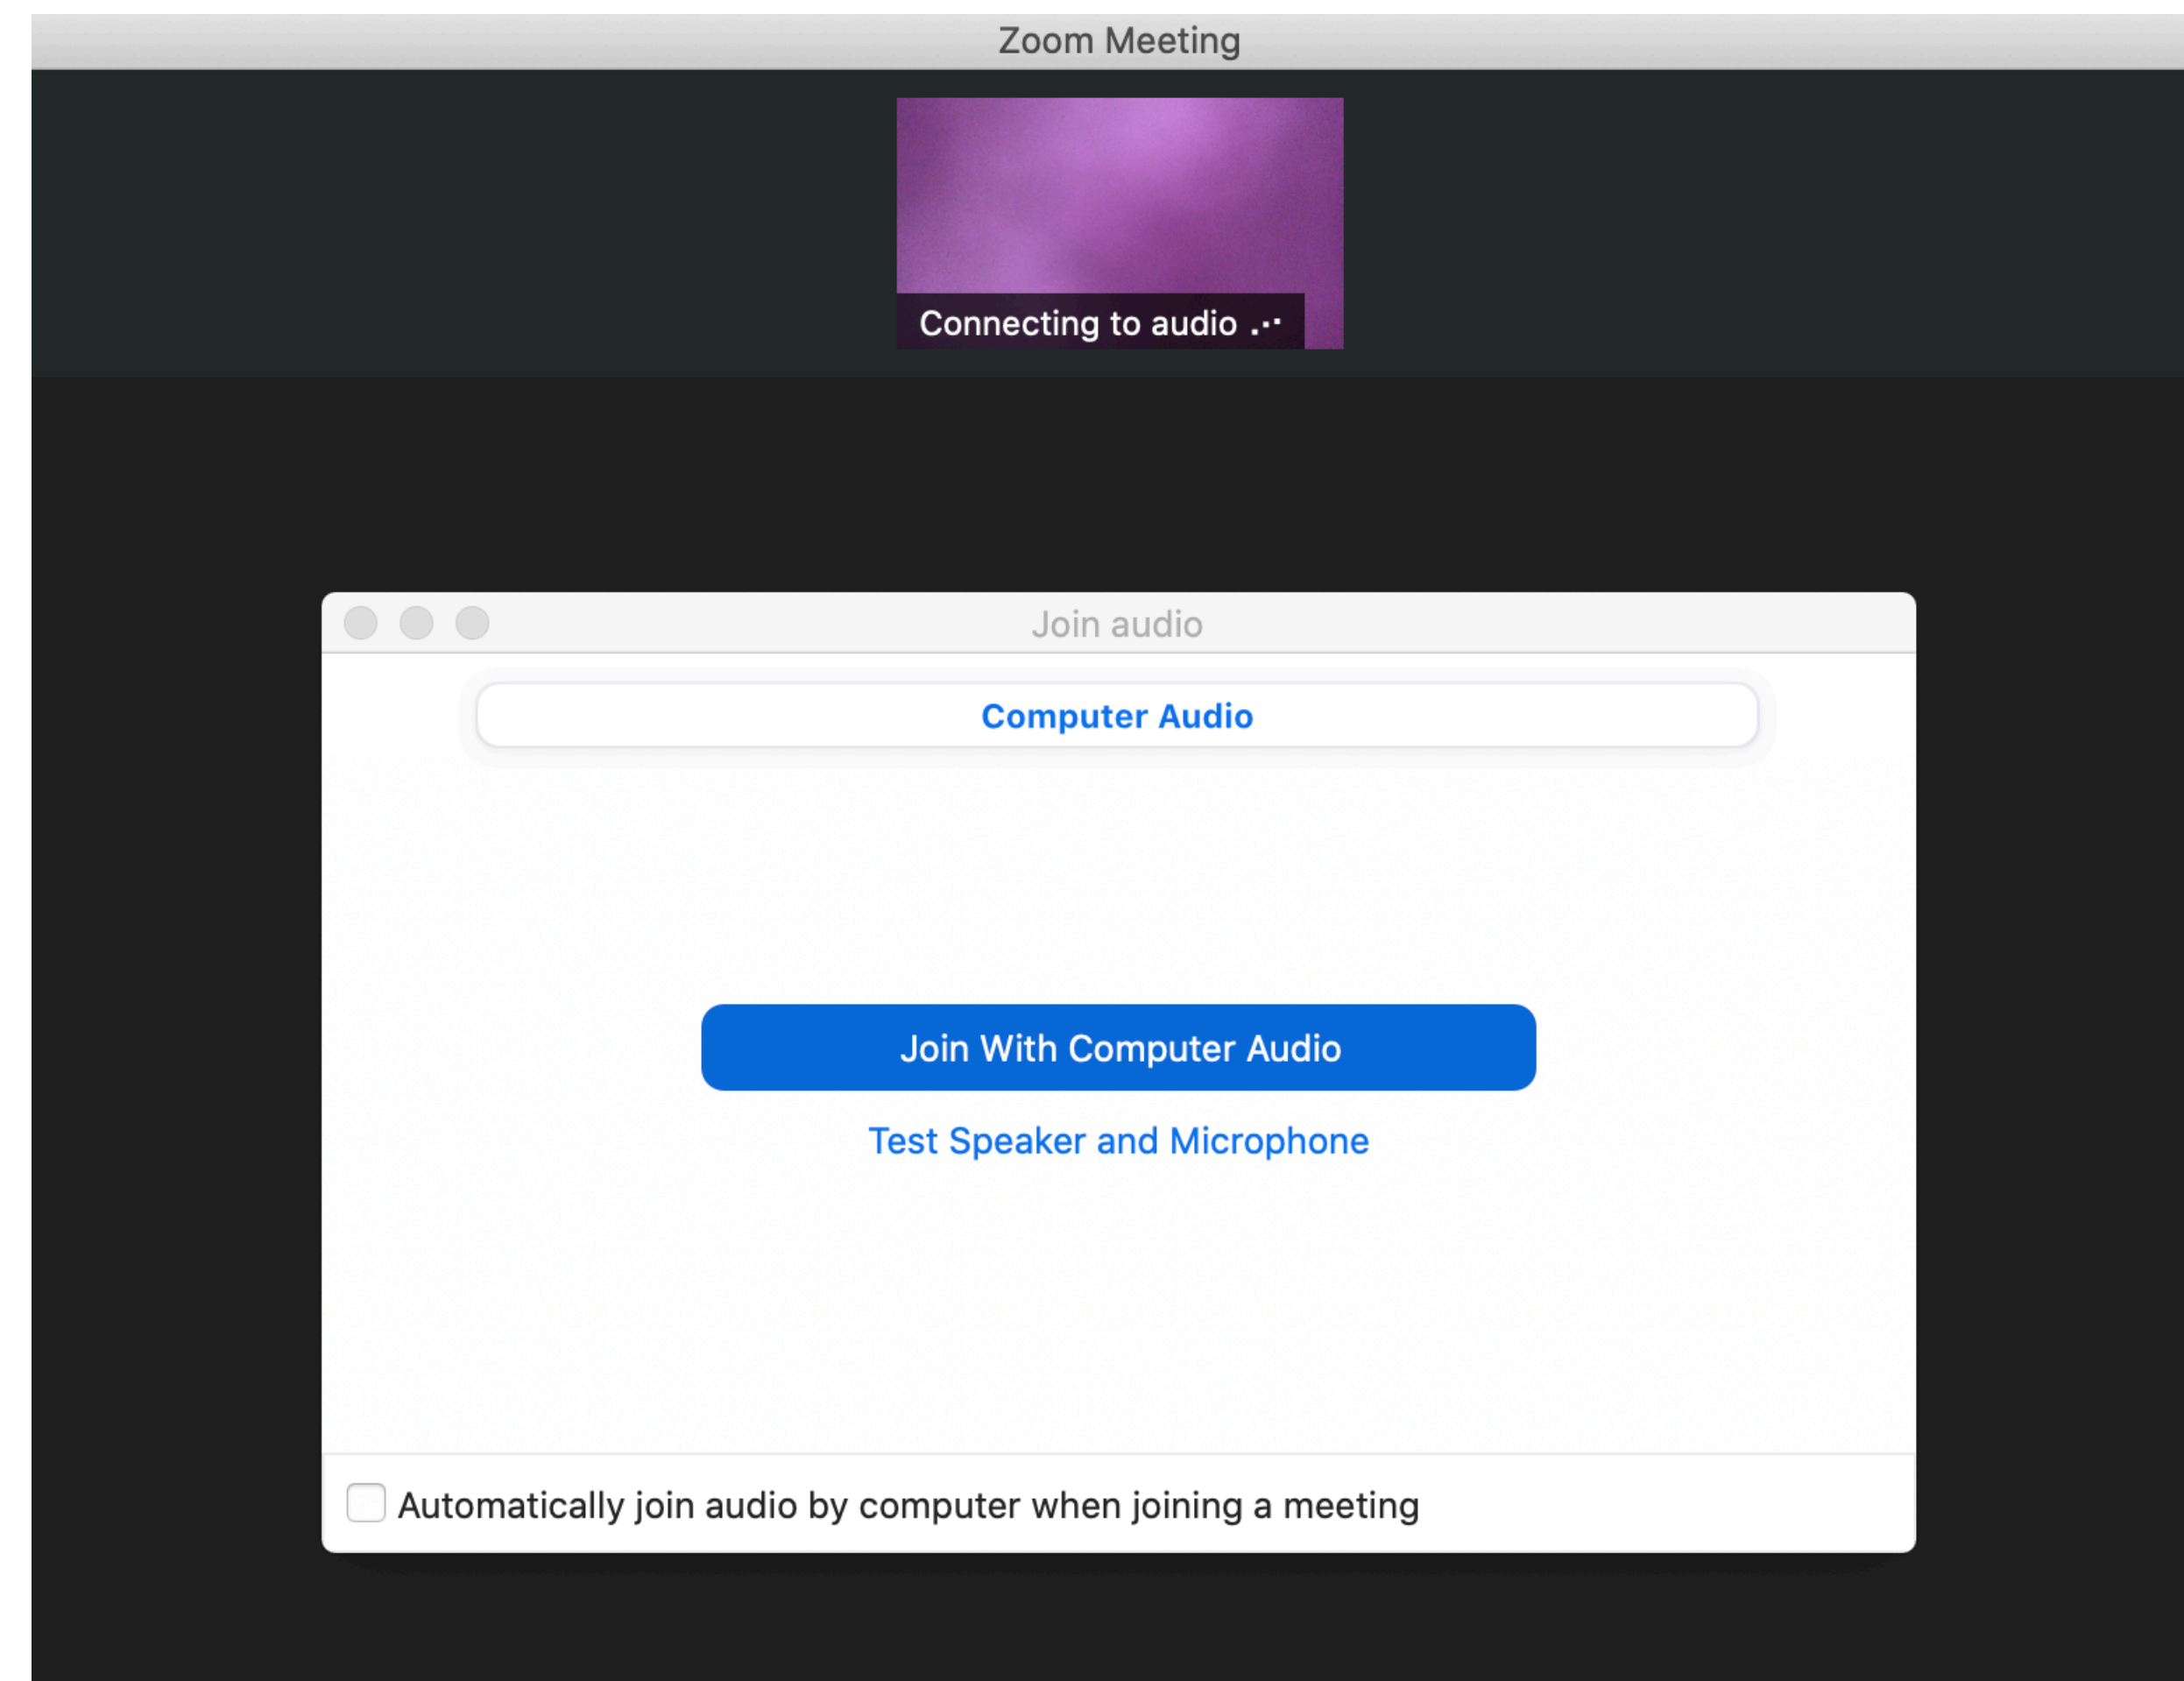 Zoom Meeting
Connecting to audio ...
Join audio
Computer Audio
Join With Computer Audio
Test Speaker and Microphone
Automatically join audio by computer when joining a meeting